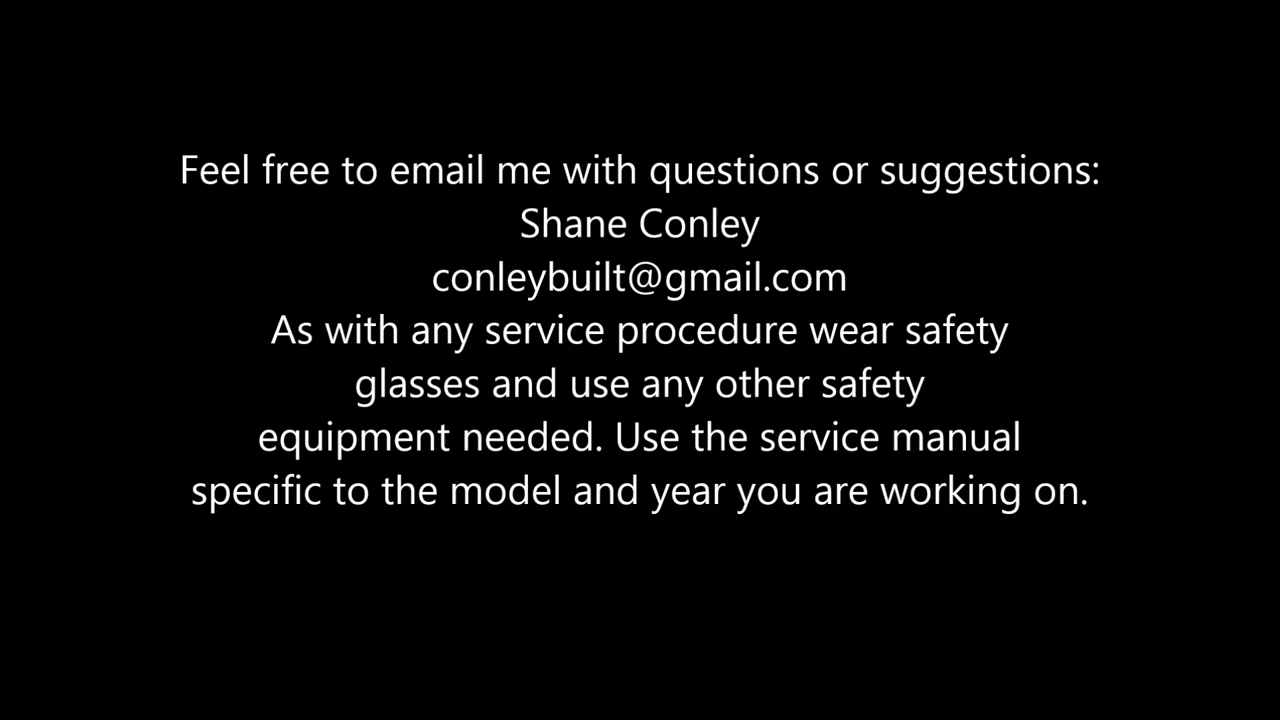 Feel free to email me with questions or suggestions:
Shane Conley
conleybuilt@gmail.com
As with any service procedure wear safety
glasses and use any other safety
equipment needed. Use the service manual
specific to the model and year you are working on.